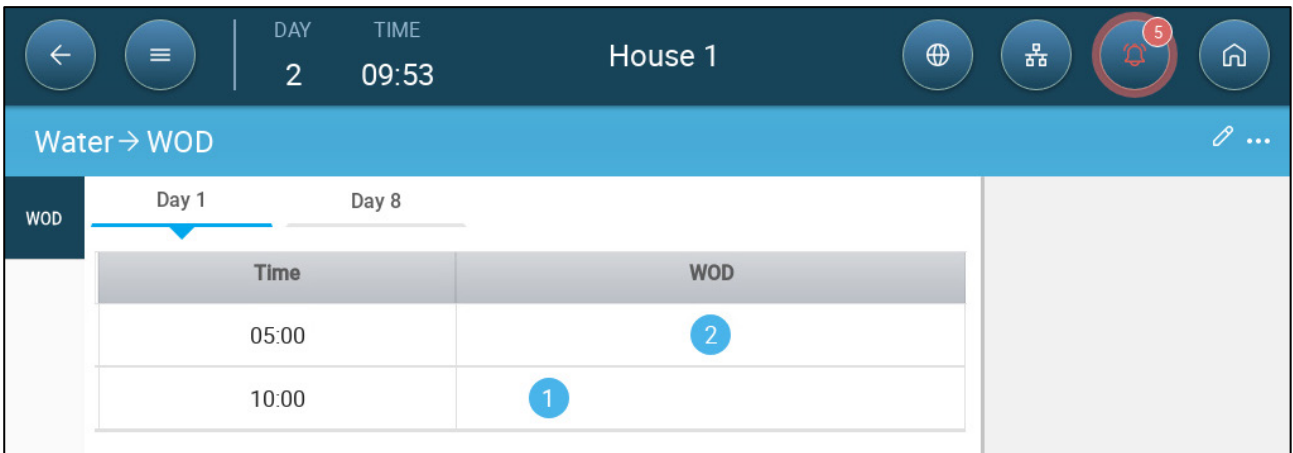 DAY TIME
2 09:53
House 1
5
Water → WOD
WOD
Day 1 Day 8
Time WOD
05:00 2
10:00 1